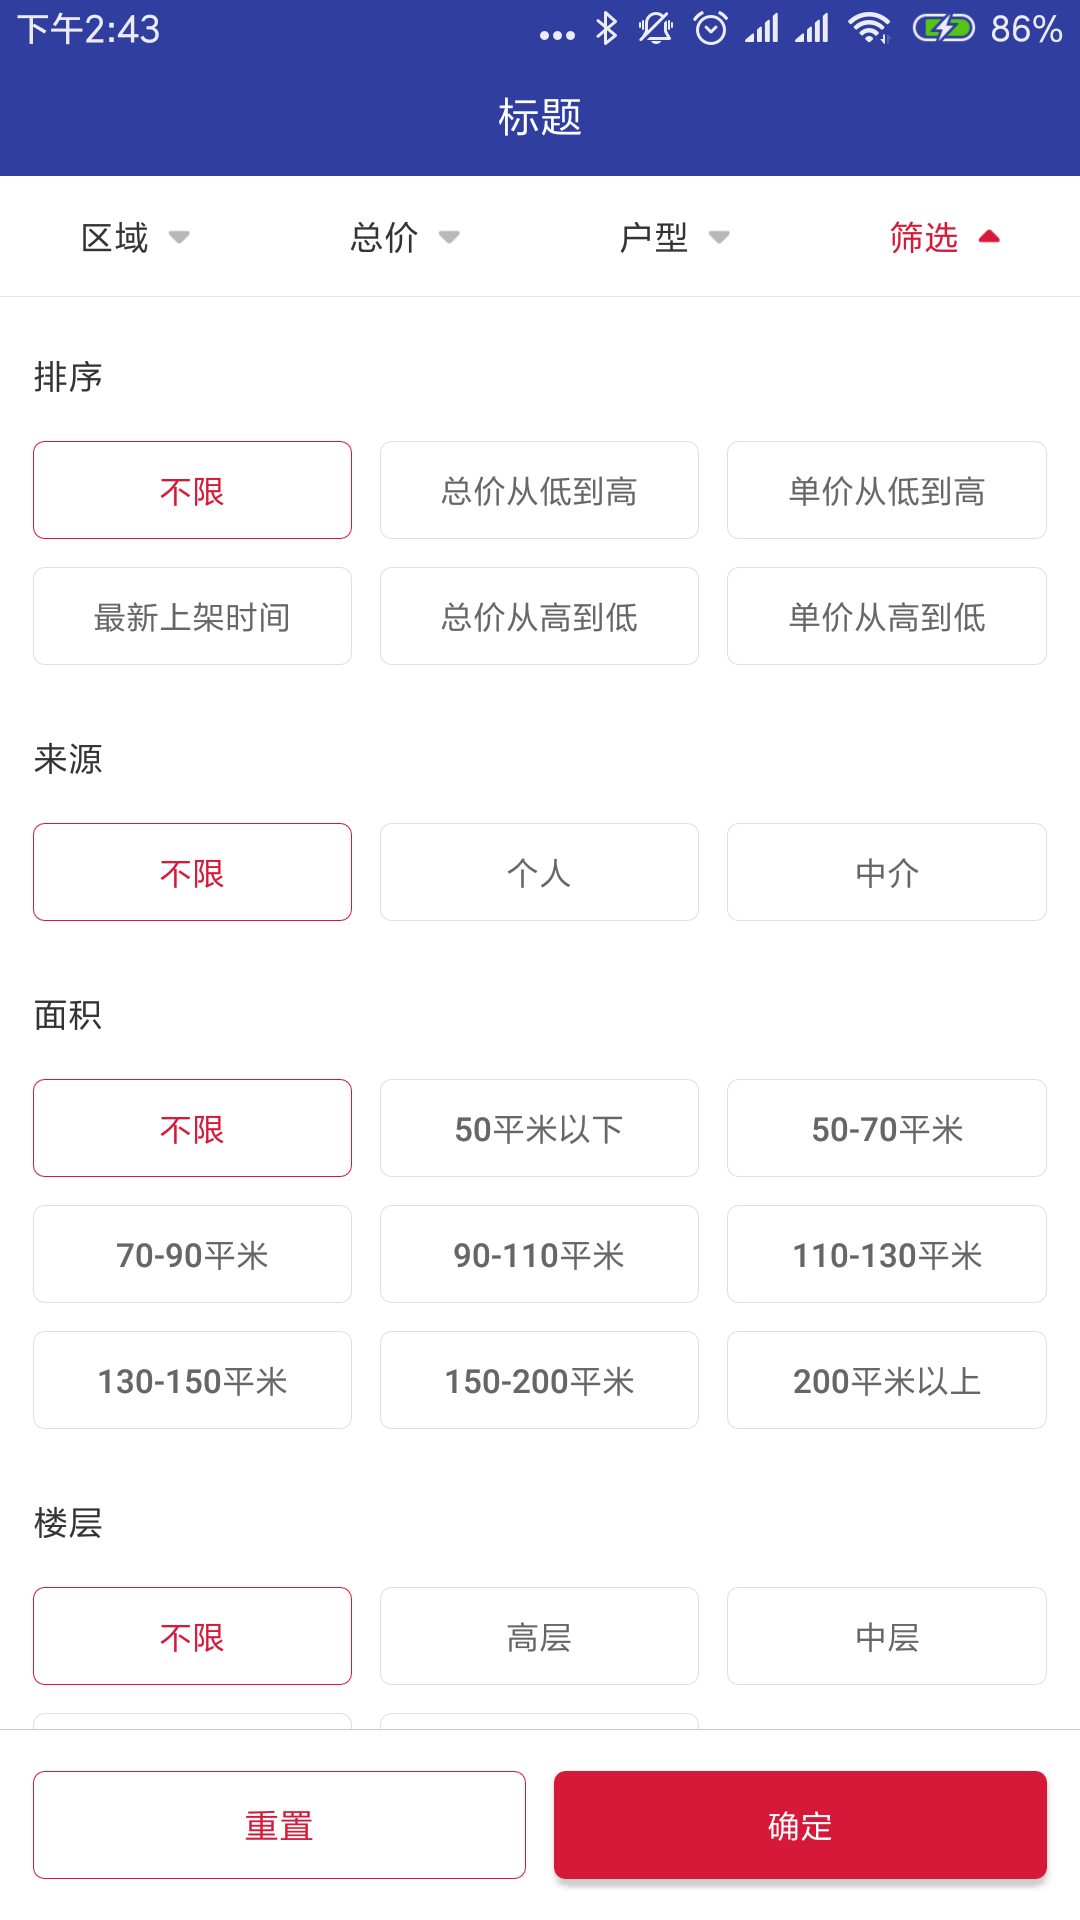 下午2:43 86%
标题
区域 总价 户型 筛选
排序
不限 总价从低到高 单价从低到高
最新上架时间 总价从高到低 单价从高到低
来源
不限 个人 中介
面积
不限 50平米以下 50-70平米
70-90平米 90-110平米 110-130平米
130-150平米 150-200平米 200平米以上
楼层
不限 高层 中层
重置 确定